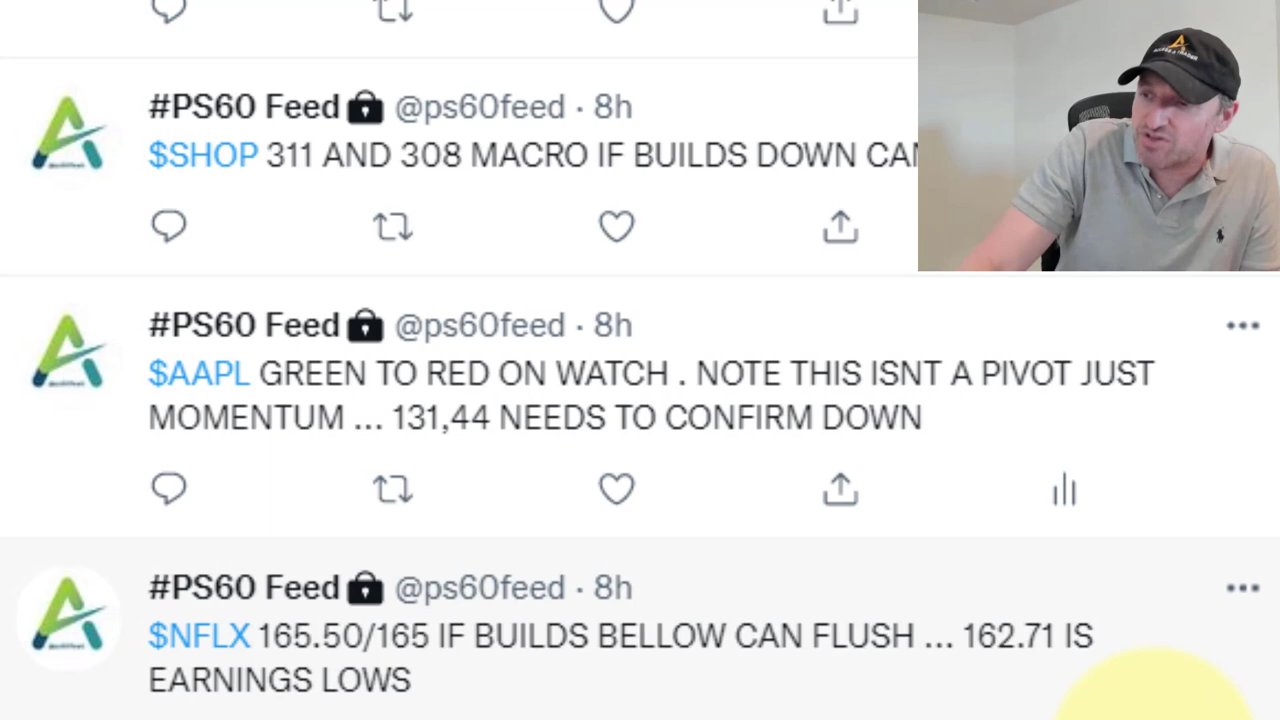 #PS60 Feed @ps60feed · 8h
$SHOP 311 AND 308 MACRO IF BUILDS DOWN
#PS60 Feed @ps60feed · 8h
$AAPL GREEN TO RED ON WATCH . NOTE THIS ISNT A PIVOT JUST
MOMENTUM ... 131,44 NEEDS TO CONFIRM DOWN
#PS60 Feed @ps60feed · 8h
$NFLX 165.50/165 IF BUILDS BELLOW CAN FLUSH ... 162.71 IS
EARNINGS LOWS